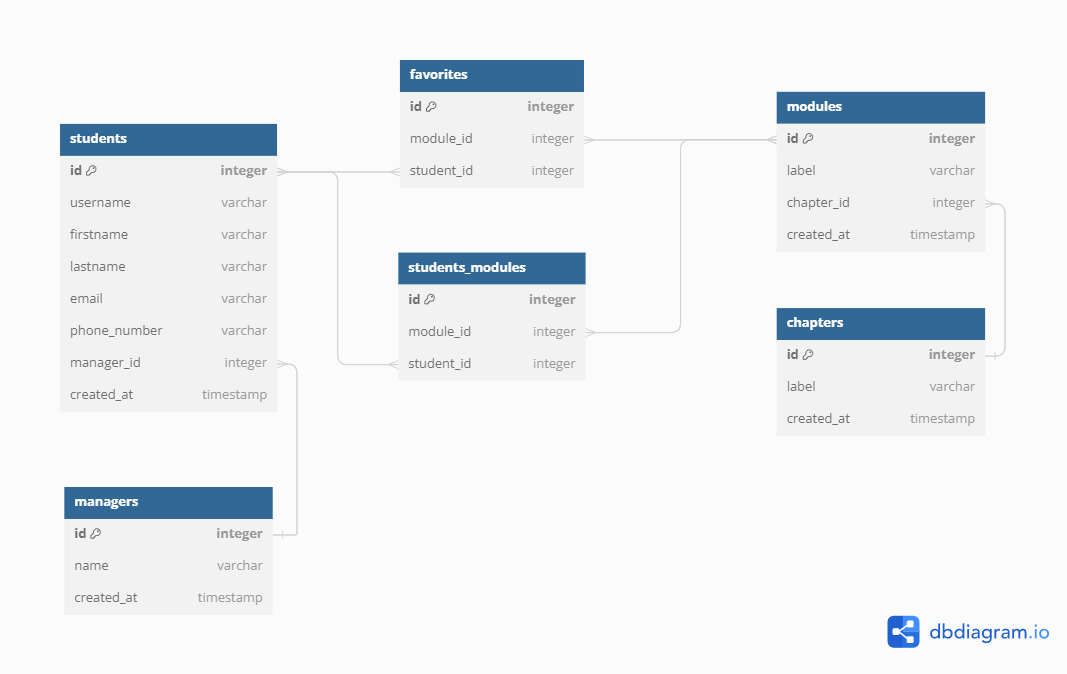 students
id integer
username varchar
firstname varchar
lastname varchar
email varchar
phone_number varchar
manager_id integer
created_at timestamp
managers
id integer
name varchar
created_at timestamp
favorites
id integer
module_id integer
student_id integer
students_modules
id integer
module_id integer
student_id integer
modules
id integer
label varchar
chapter_id integer
created_at timestamp
chapters
id integer
label varchar
created_at timestamp
dbdiagram.io